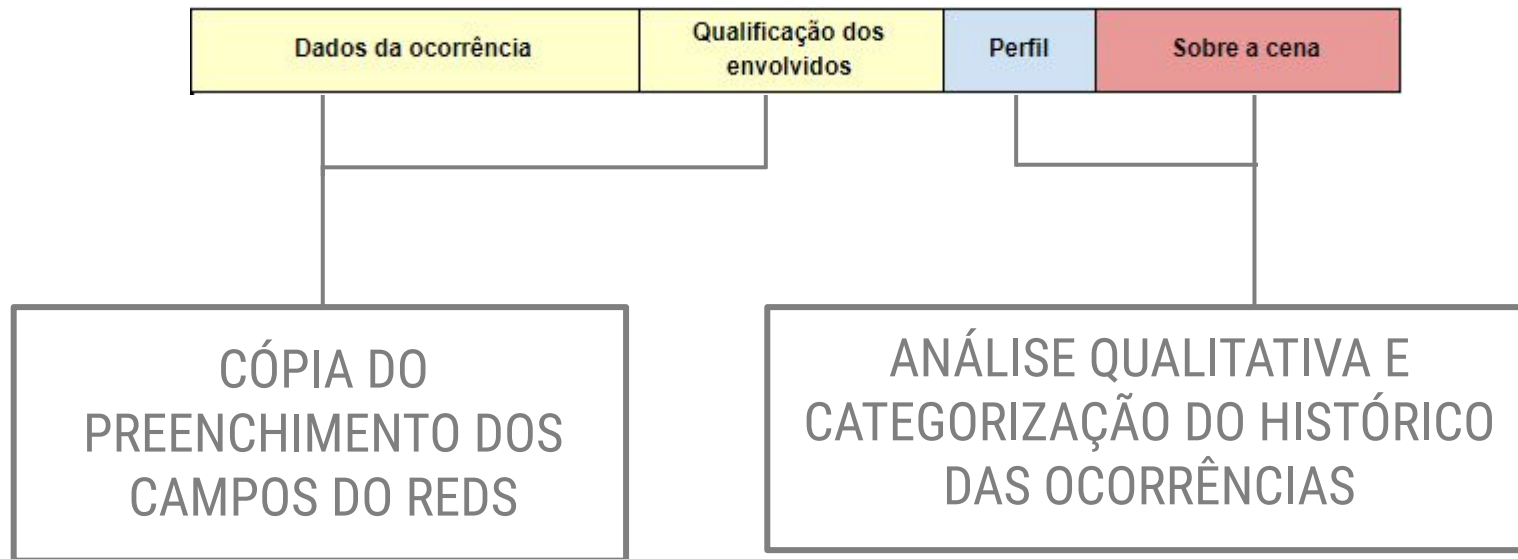 Dados da ocorrência
Qualificação dos
envolvidos
Perfil
Sobre a cena
CÓPIA DO
PREENCHIMENTO DOS
CAMPOS DO REDS
ANÁLISE QUALITATIVA E
CATEGORIZAÇÃO DO HISTÓRICO
DAS OCORRÊNCIAS